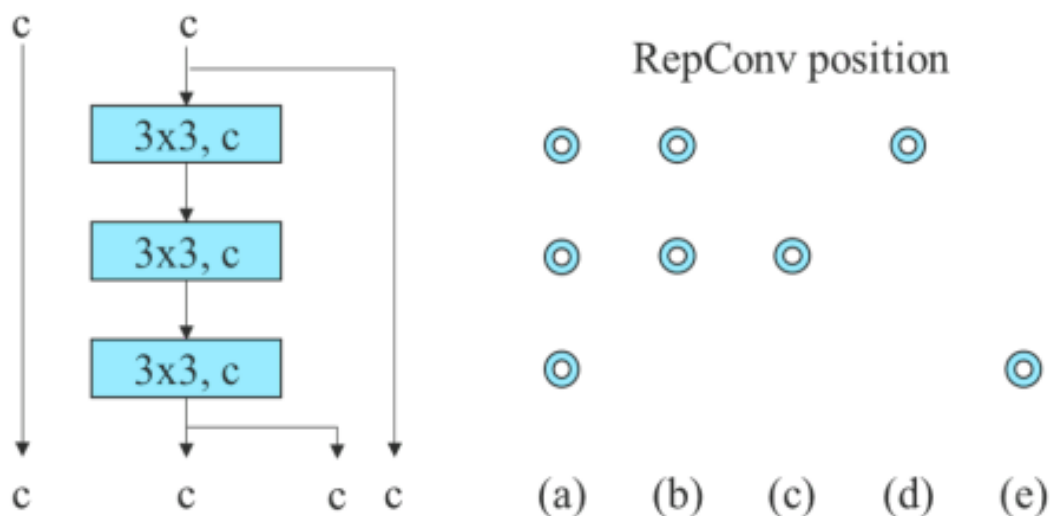 c c
RepConv position
3x3, c
3x3, c
3x3, c
c c c c (a) (b) (c) (d) (e)